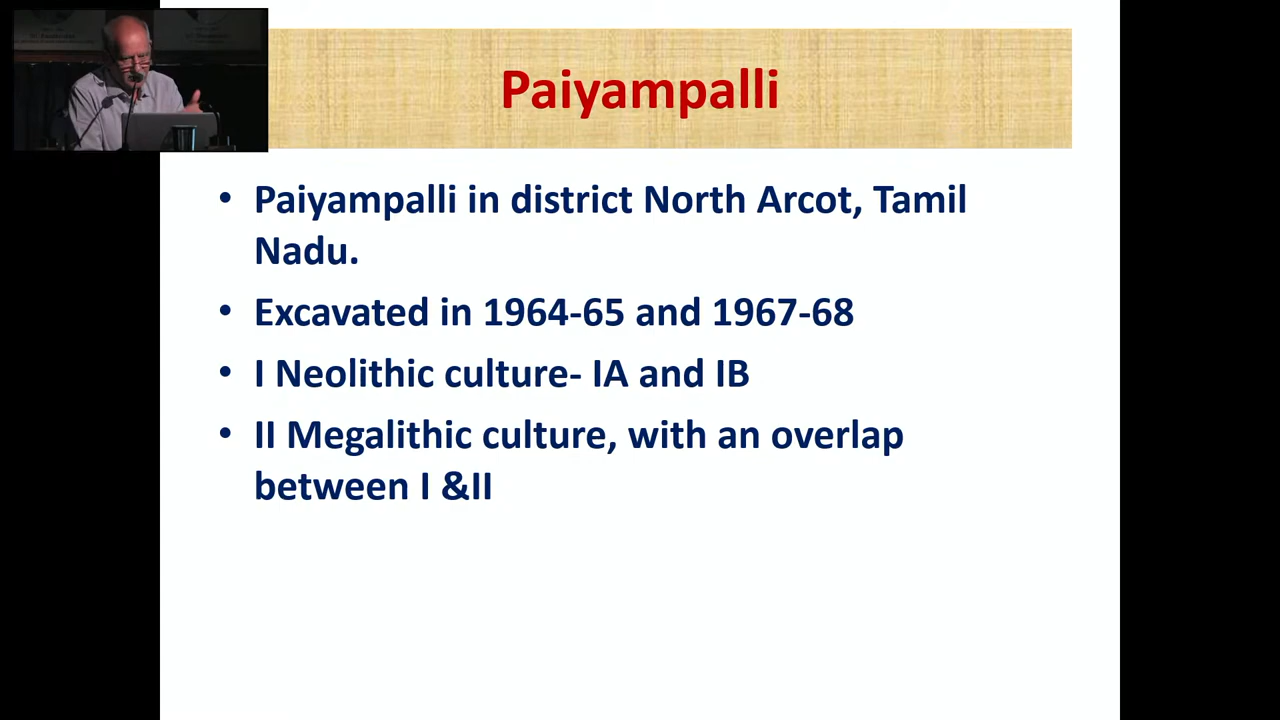 Paiyampalli
• Paiyampalli in district North Arcot, Tamil
Nadu.
• Excavated in 1964-65 and 1967-68
• I Neolithic culture- IA and IB
• II Megalithic culture, with an overlap
between I &II